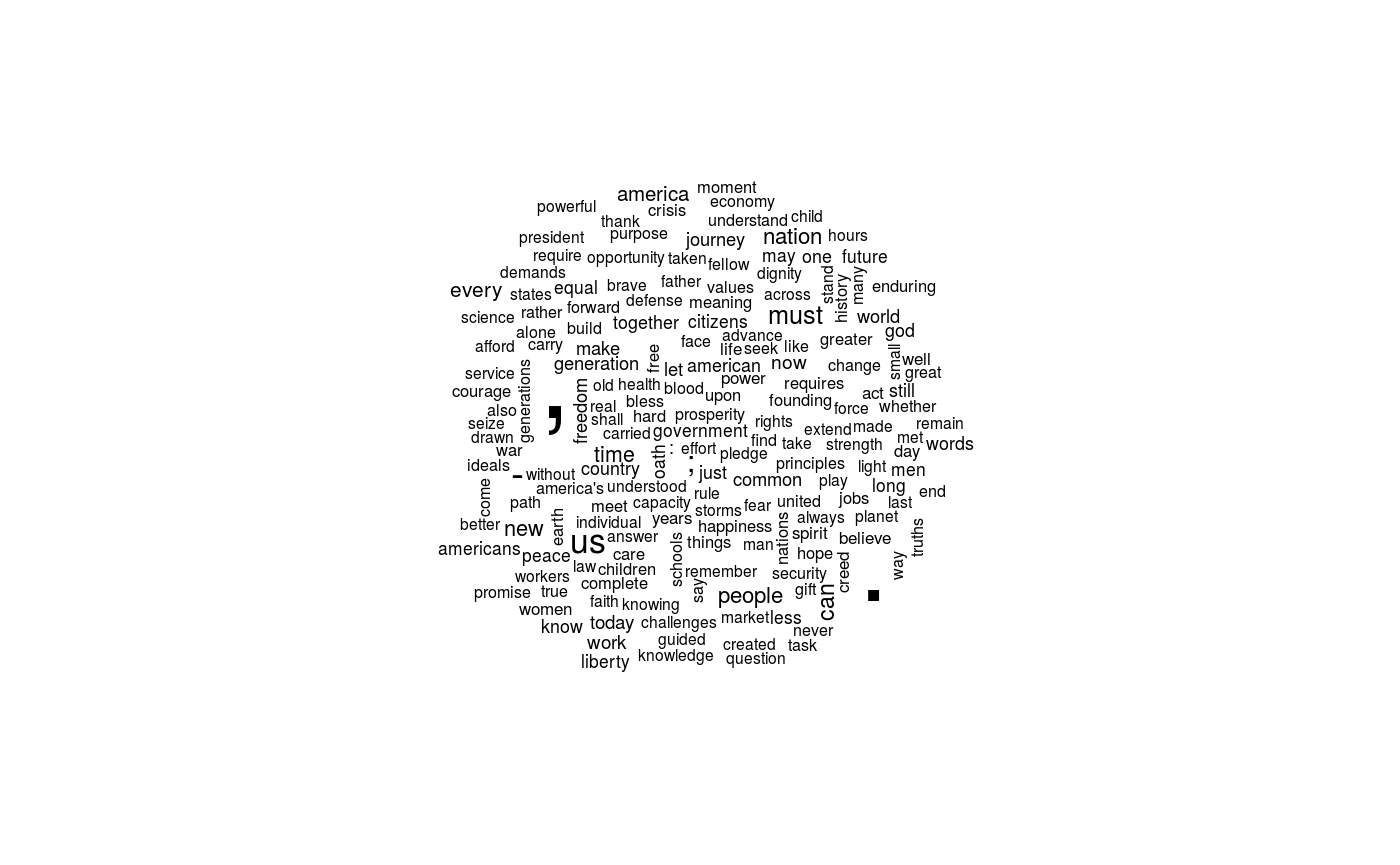 america moment
powerful crisis economy
thank understand child
president purpose journey nation hours
require opportunity taken fellow may one future
demands father dignity stand history many
every states equal brave values across enduring
science rather forward defense meaning must world
alone build together citizens god
afford carry make face advance greater
generation free life seek like small well
service let american now change great
courage generations freedom old health blood power requires act still
also real bless upon founding force whether
seize , shall hard prosperity rights extend made remain
drawn carried government find take strength met words
war time oath : effort pledge day
ideals - without country ; just principles light men
come america's understood common play long
path meet capacity rule jobs last end
better new earth individual years storms fear united always planet
americans us answer schools happiness nations spirit believe truths
peace care things man hope way
workers law children remember security creed
promise true complete say people gift can .
women faith knowing
know today challenges market less never
work guided created task
liberty knowledge question